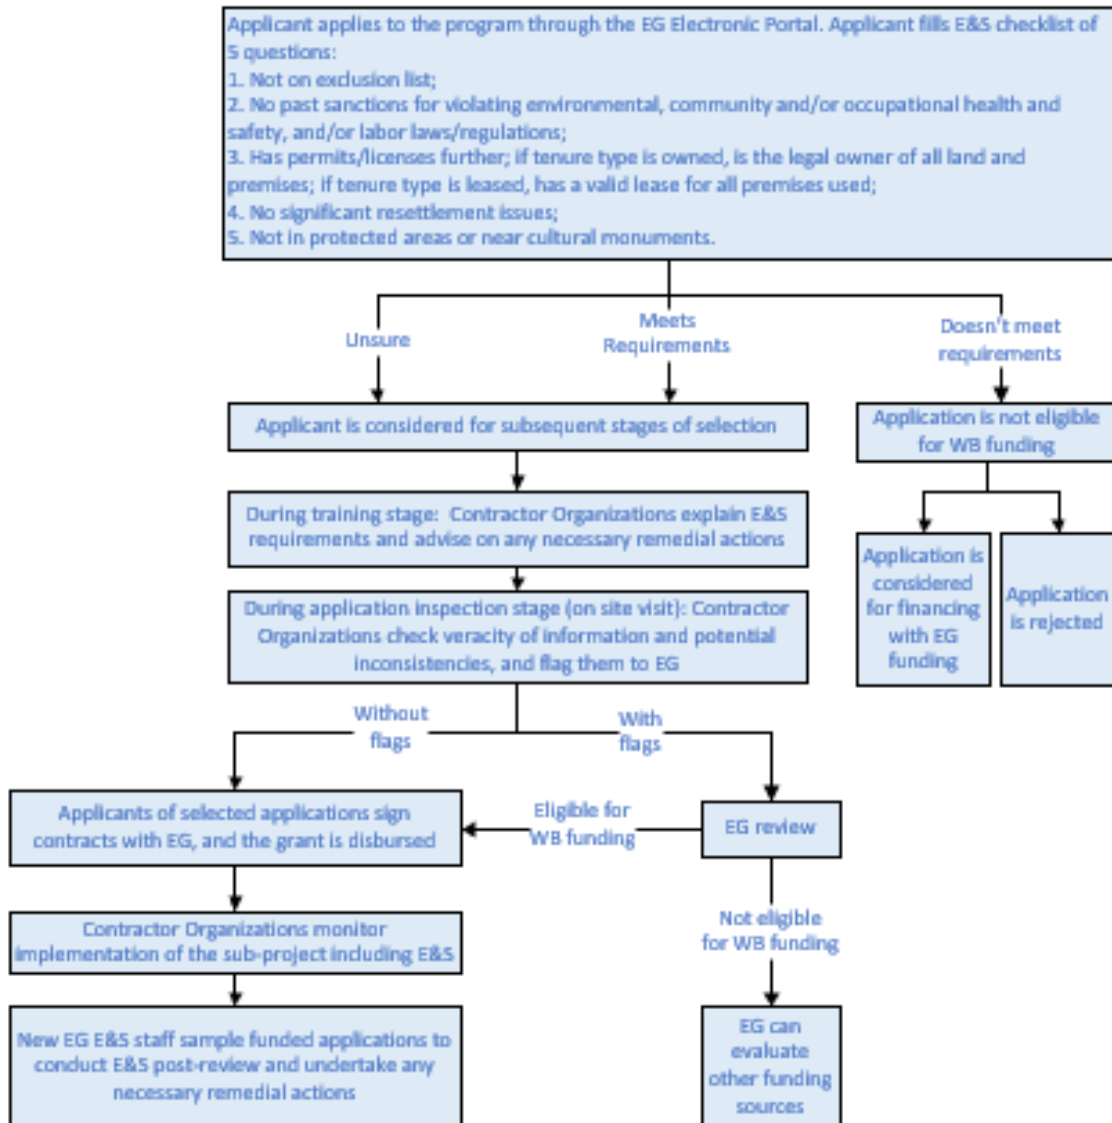 Applicant applies to the program through the EG Electronic Portal. Applicant fills E&S checklist of
5 questions:
1. Not on exclusion list;
2. No past sanctions for violating environmental, community and/or occupational health and
safety, and/or labor laws/regulations;
3. Has permits/licenses further; if tenure type is owned, is the legal owner of all land and
premises; if tenure type is leased, has a valid lease for all premises used;
4. No significant resettlement issues;
5. Not in protected areas or near cultural monuments.
Unsure
Meets
Requirements
Doesn't meet
requirements
Applicant is considered for subsequent stages of selection
Application is not eligible
for WB funding
During training stage: Contractor Organizations explain E&S
requirements and advise on any necessary remedial actions
Application is
considered
for financing
with EG
funding
Application
is rejected
During application inspection stage (on site visit): Contractor
Organizations check veracity of information and potential
inconsistencies, and flag them to EG
Without
flags
With
flags
Applicants of selected applications sign
contracts with EG, and the grant is disbursed
Eligible for
WB funding
EG review
Contractor Organizations monitor
implementation of the sub-project including E&S
Not eligible
for WB funding
New EG E&S staff sample funded applications to
conduct E&S post-review and undertake any
necessary remedial actions
EG can
evaluate
other funding
sources